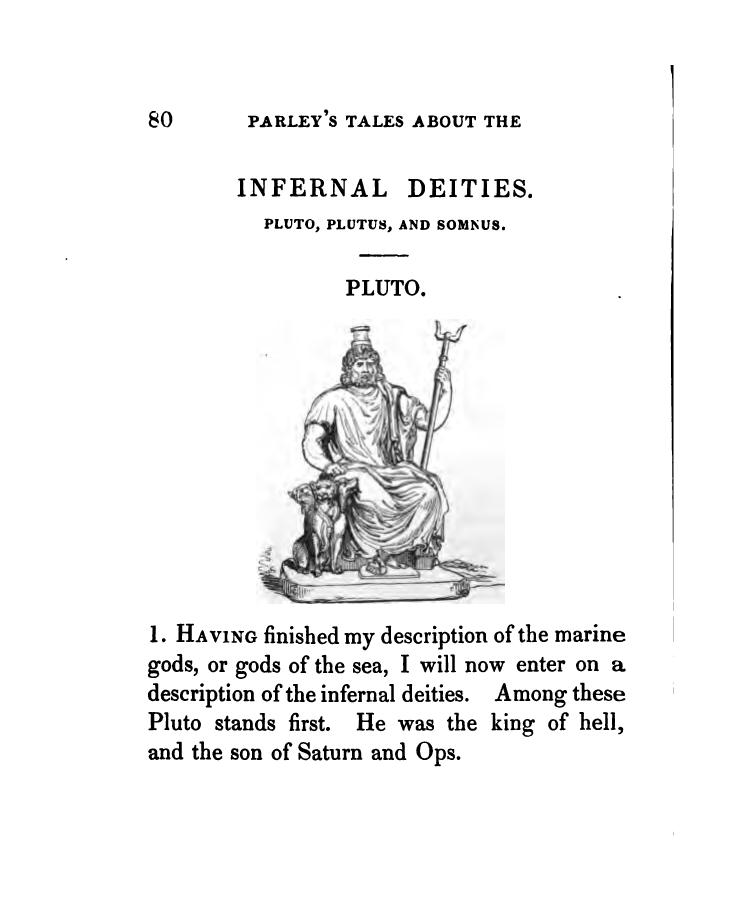 80 PARLEY'S TALES ABOUT THE
INFERNAL DEITIES.
PLUTO, PLUTUS, AND SOMNUS.
PLUTO.
1. HAVING finished my description of the marine
gods, or gods of the sea, I will now enter on a
description of the infernal deities. Among these
Pluto stands first. He was the king of hell,
and the son of Saturn and Ops.